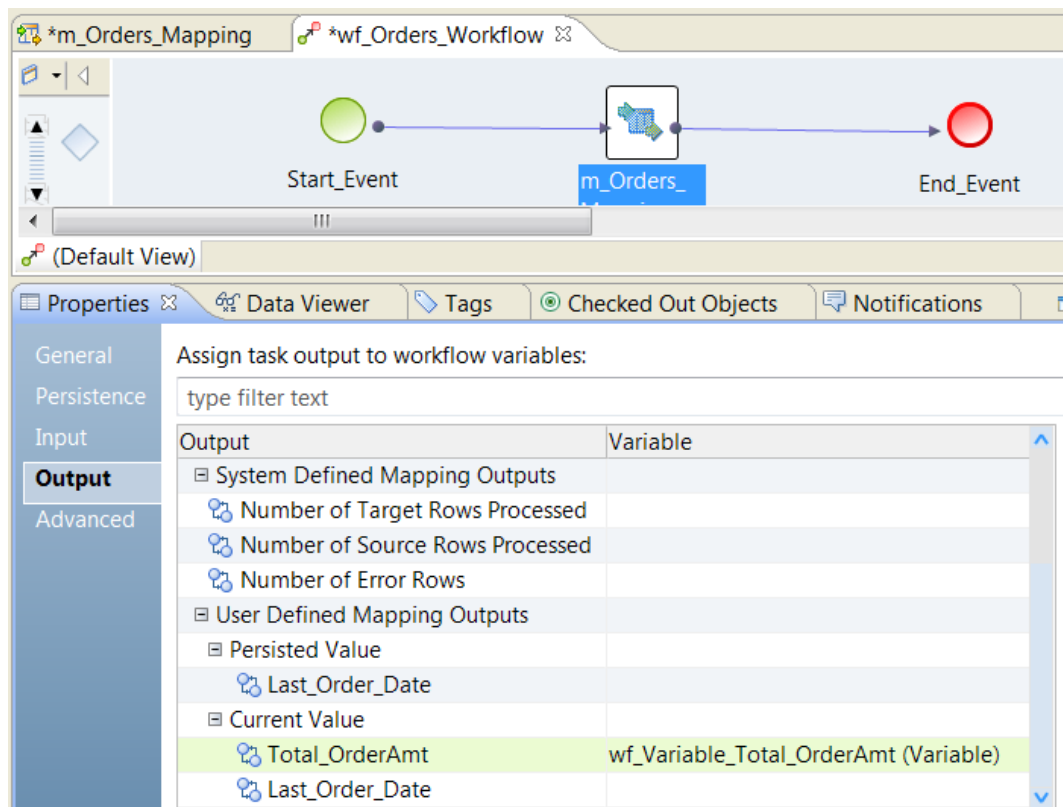 *m_Orders_Mapping
*wf_Orders_Workflow
Start_Event
m_Orders_
End_Event
(Default View)
Properties
Data Viewer
Tags
Checked Out Objects
Notifications
General
Persistence
Input
Output
Advanced
Assign task output to workflow variables:
type filter text
Output Variable
System Defined Mapping Outputs
Number of Target Rows Processed
Number of Source Rows Processed
Number of Error Rows
User Defined Mapping Outputs
Persisted Value
Last_Order_Date
Current Value
Total_OrderAmt wf_Variable_Total_OrderAmt (Variable)
Last_Order_Date